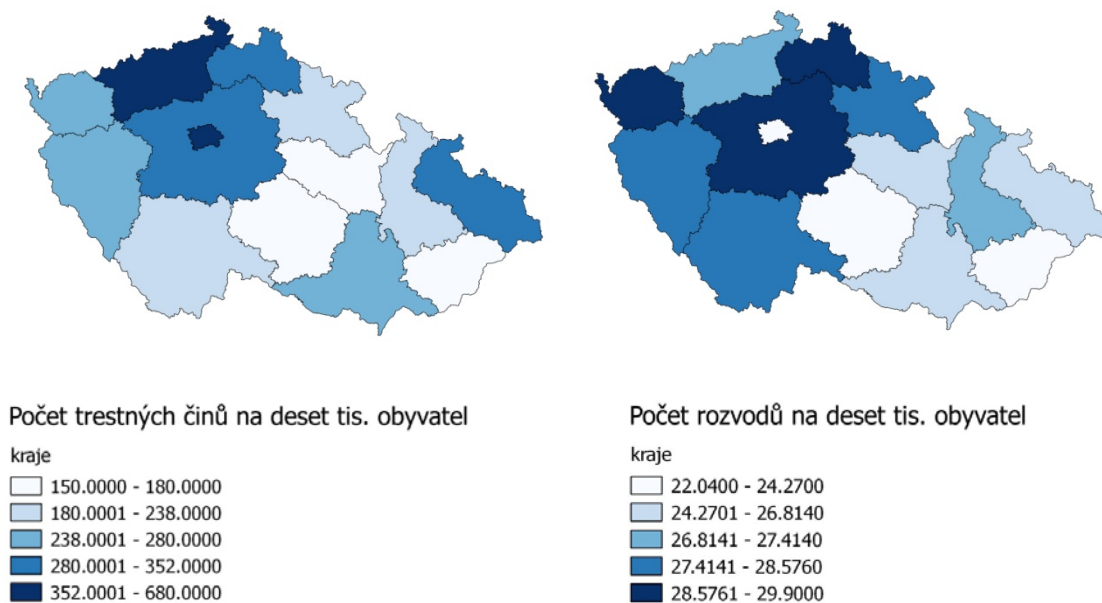 Počet trestných činů na deset tis. obyvatel
kraje
150.0000 - 180.0000
180.0001 - 238.0000
238.0001 - 280.0000
280.0001 - 352.0000
352.0001 - 680.0000
Počet rozvodů na deset tis. obyvatel
kraje
22.0400 - 24.2700
24.2701 - 26.8140
26.8141 - 27.4140
27.4141 - 28.5760
28.5761 - 29.9000